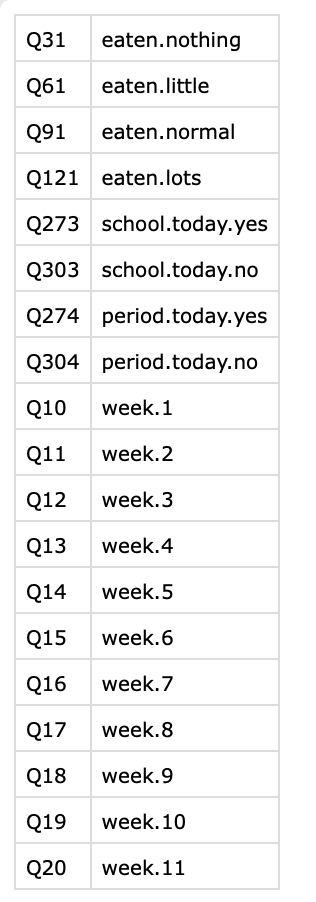 Q31 eaten.nothing
Q61 eaten.little
Q91 eaten.normal
Q121 eaten.lots
Q273 school.today.yes
Q303 school.today.no
Q274 period.today.yes
Q304 period.today.no
Q10 week.1
Q11 week.2
Q12 week.3
Q13 week.4
Q14 week.5
Q15 week.6
Q16 week.7
Q17 week.8
Q18 week.9
Q19 week.10
Q20 week.11